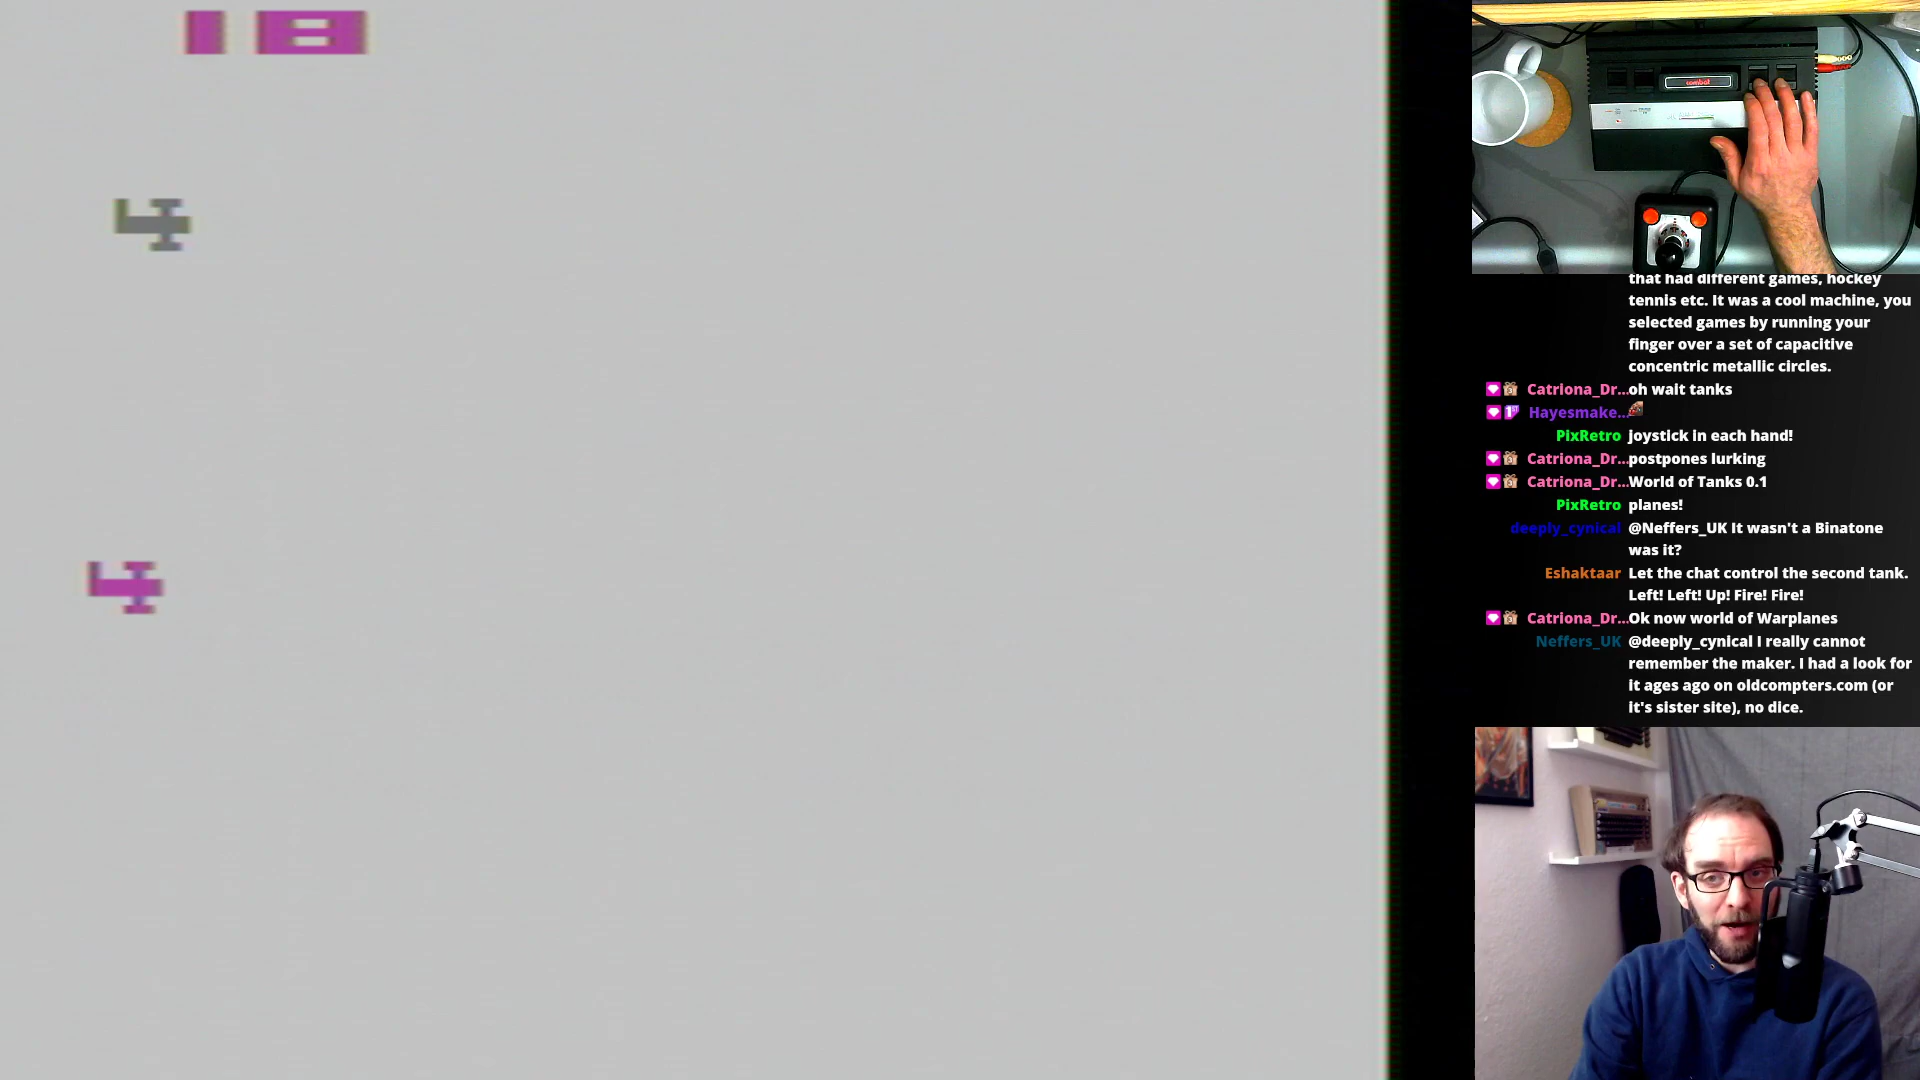 18
combat
that had different games, hockey
tennis etc. It was a cool machine, you
selected games by running your
finger over a set of capacitive
concentric metallic circles.
Catriona_Dr... oh wait tanks
Hayesmake...
PixRetro joystick in each hand!
Catriona_Dr... postpones lurking
Catriona_Dr... World of Tanks 0.1
PixRetro planes!
deeply_cynical @Neffers_UK It wasn't a Binatone
was it?
Eshaktaar Let the chat control the second tank.
Left! Left! Up! Fire! Fire!
Catriona_Dr... Ok now world of Warplanes
Neffers_UK @deeply_cynical I really cannot
remember the maker. I had a look for
it ages ago on oldcompters.com (or
it's sister site), no dice.